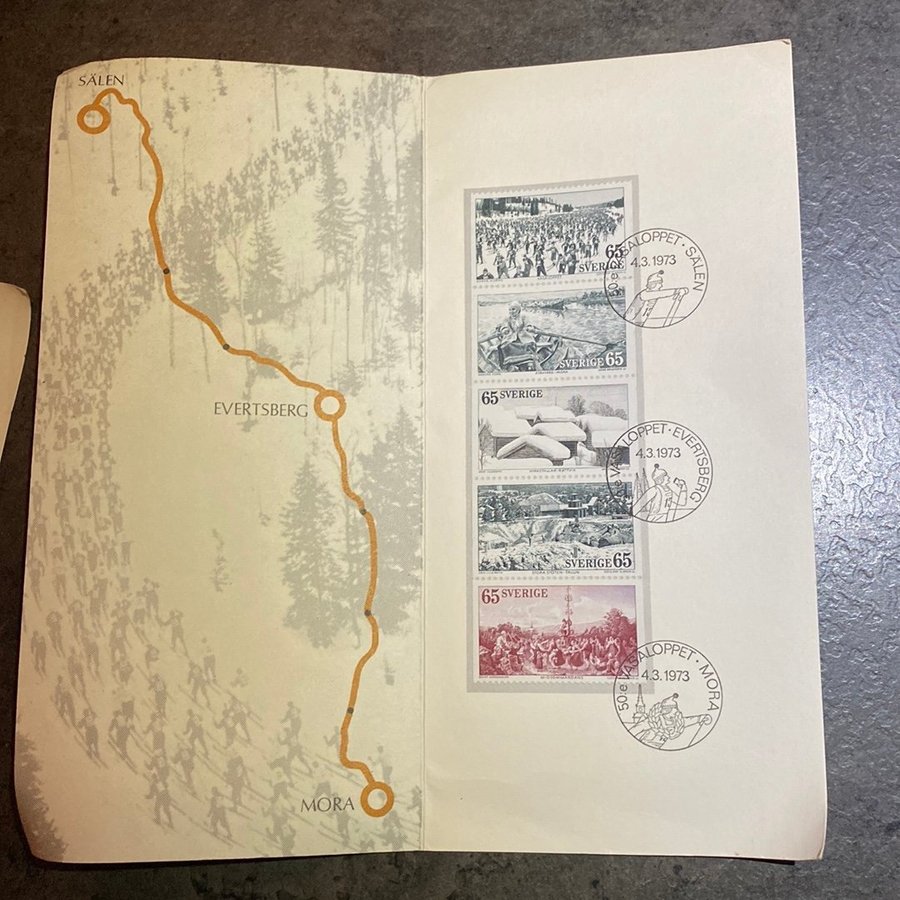 SÄLEN
EVERTSBERG
MORA
65
SVERIGE
SVERIGE 65
65 SVERIGE
SVERIGE 65
65 SVERIGE
50:e VASALOPPET · SÄLEN
4.3.1973
50:e VASALOPPET · EVERTSBERG
4.3.1973
50:e VASALOPPET · MORA
4.3.1973